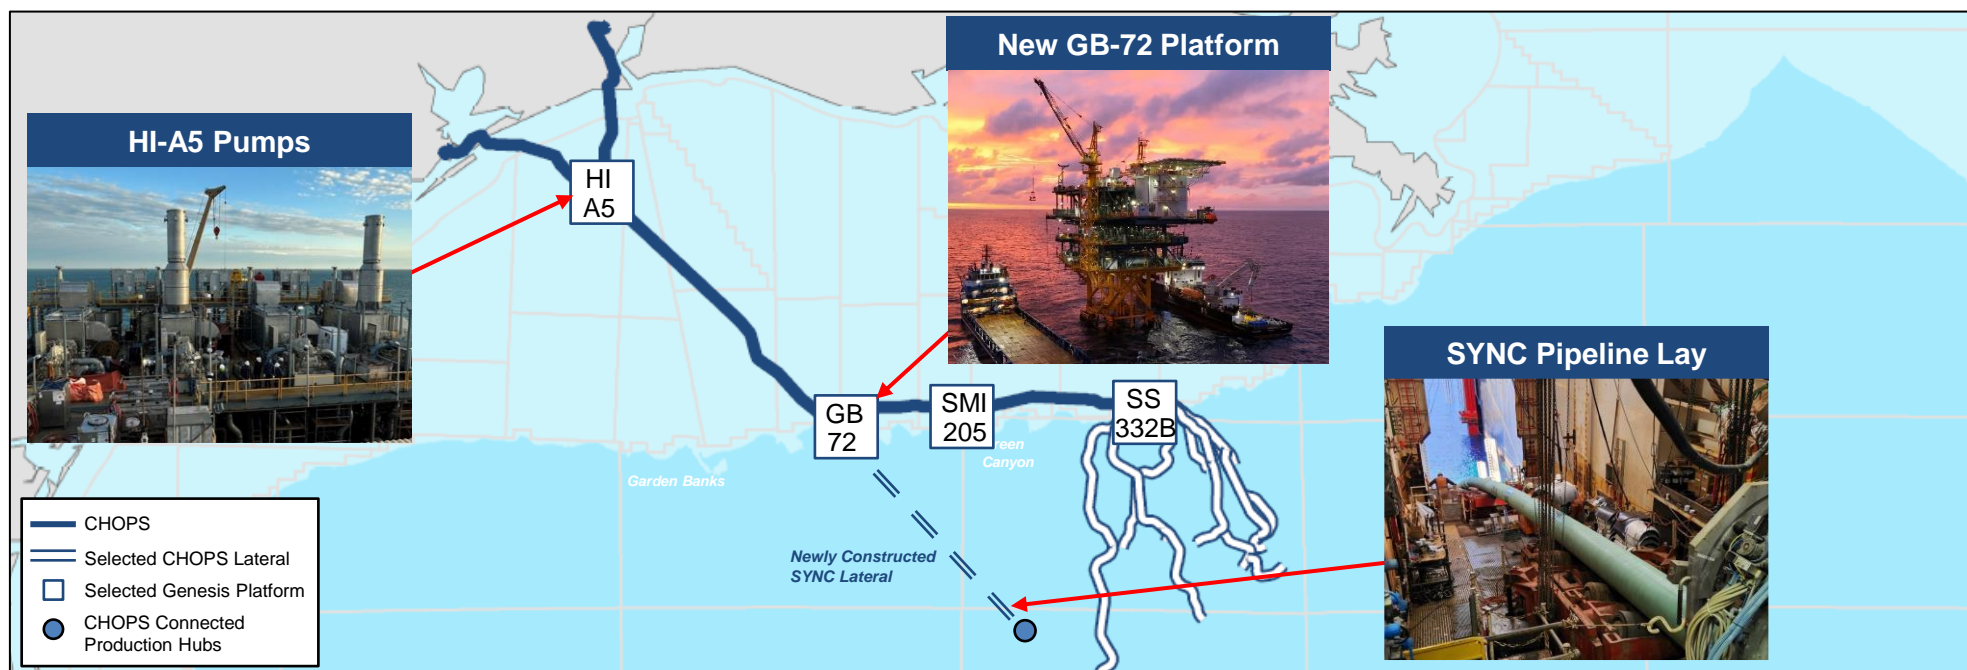 New GB-72 Platform
HI-A5 Pumps
HI
A5
SYNC Pipeline Lay
GB
72
SMI
205
SS
332B
reen
Canyon
Garden Banks
Newly Constructed
SYNC Lateral
CHOPS
Selected CHOPS Lateral
Selected Genesis Platform
CHOPS Connected
Production Hubs